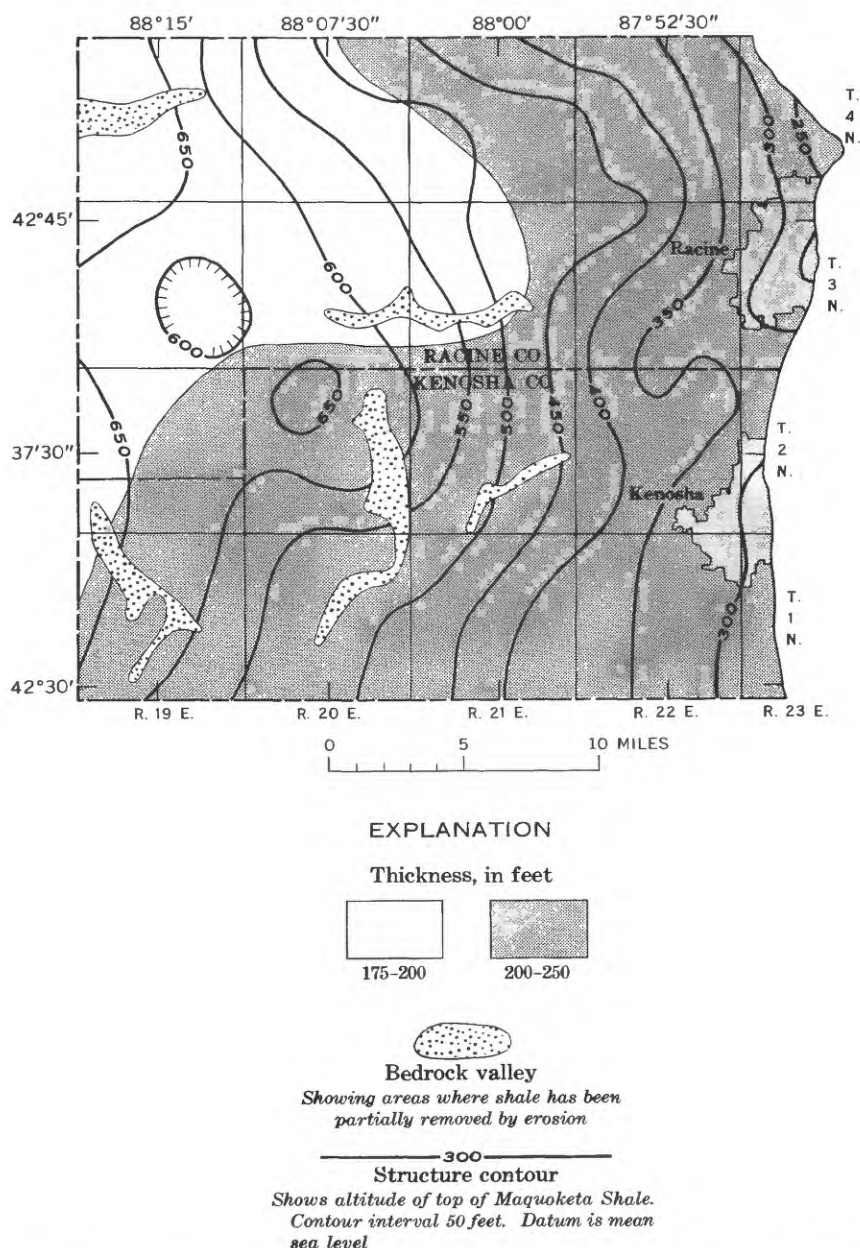 88°15' 88°07'30" 88°00' 87°52'30"
T.
4
N.
250
300
650
42°45'
Racine
T.
3
N.
600
350
600
RACINE CO
KENOSHA CO
650
650
550
500
450
400
37'30"
T.
2
N.
Kenosha
T.
1
N.
300
42°30'
R. 19 E. R. 20 E. R. 21 E. R. 22 E. R. 23 E.
0 5 10 MILES
EXPLANATION
Thickness, in feet
175-200 200-250
Bedrock valley
Showing areas where shale has been
partially removed by erosion
300
Structure contour
Shows altitude of top of Maquoketa Shale.
Contour interval 50 feet. Datum is mean
sea level